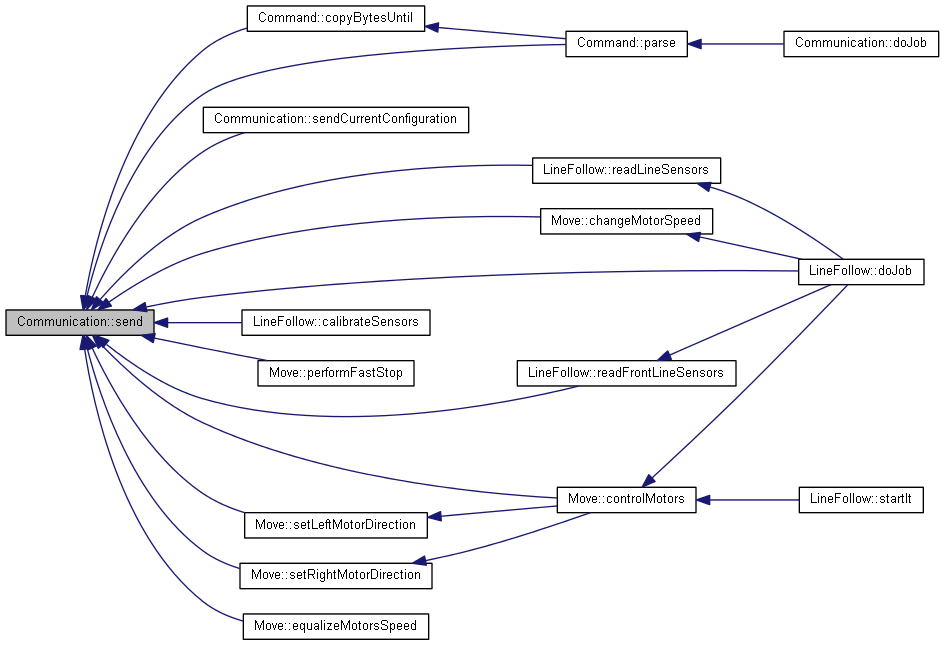 Command::copyBytesUntil
Command::parse
Communication::doJob
Communication::sendCurrentConfiguration
LineFollow::readLineSensors
Move::changeMotorSpeed
LineFollow::doJob
Communication::send
LineFollow::calibrateSensors
Move::performFastStop
LineFollow::readFrontLineSensors
Move::controlMotors
LineFollow::startIt
Move::setLeftMotorDirection
Move::setRightMotorDirection
Move::equalizeMotorsSpeed